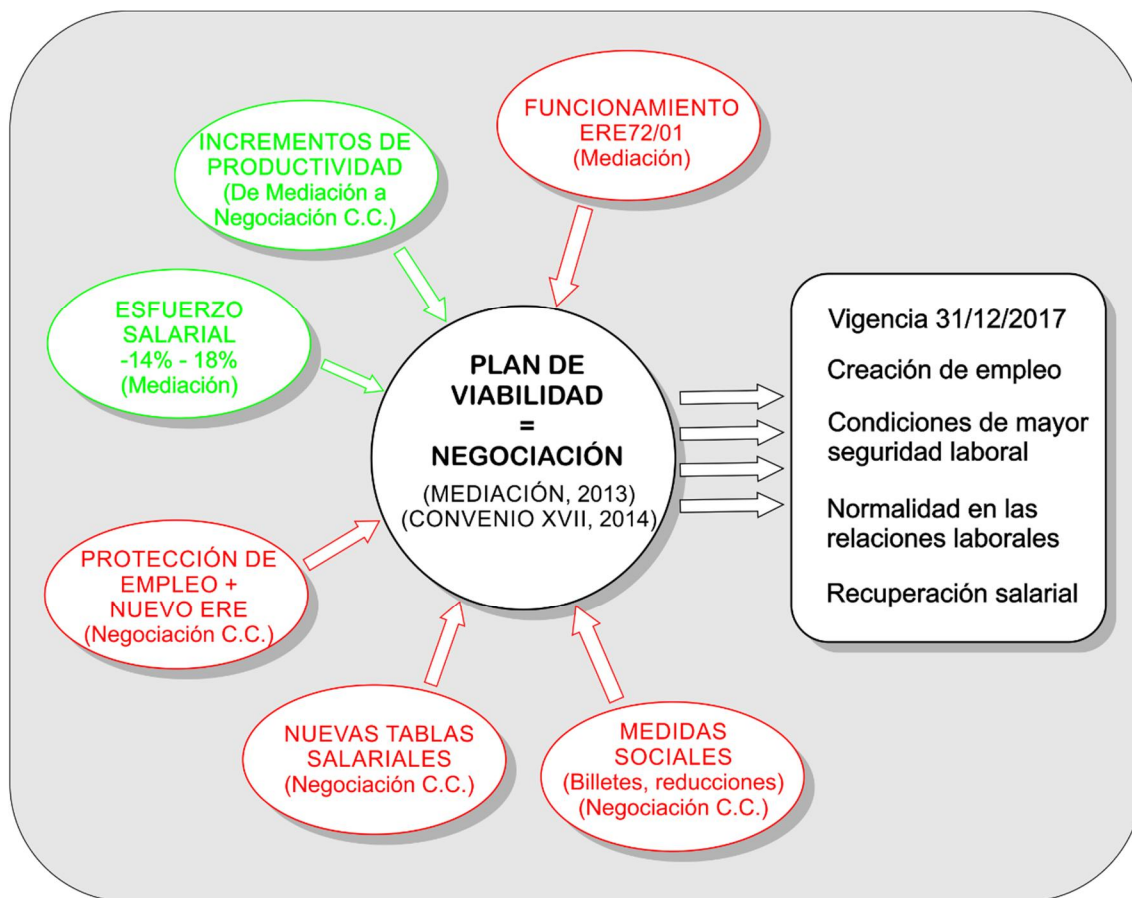 FUNCIONAMIENTO
ERE72/01
(Mediación)
INCREMENTOS DE
PRODUCTIVIDAD
(De Mediación a
Negociación C.C.)
ESFUERZO
SALARIAL
-14% - 18%
(Mediación)
PLAN DE
VIABILIDAD
=
NEGOCIACIÓN
(MEDIACIÓN, 2013)
(CONVENIO XVII, 2014)
Vigencia 31/12/2017
Creación de empleo
Condiciones de mayor
seguridad laboral
Normalidad en las
relaciones laborales
Recuperación salarial
PROTECCIÓN DE
EMPLEO +
NUEVO ERE
(Negociación C.C.)
NUEVAS TABLAS
SALARIALES
(Negociación C.C.)
MEDIDAS
SOCIALES
(Billetes, reducciones)
(Negociación C.C.)